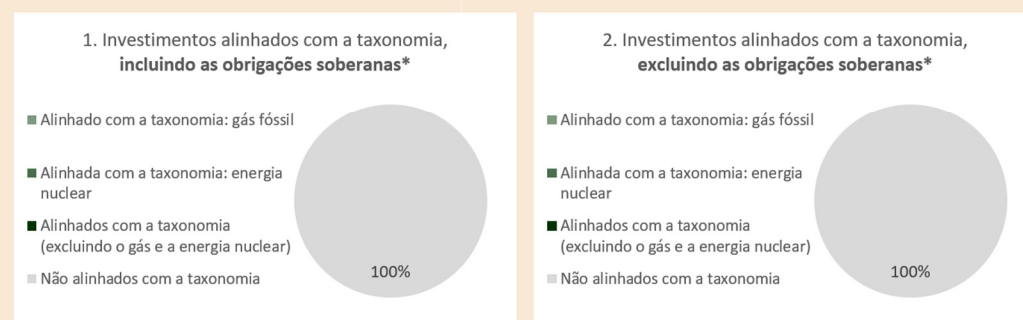 1. Investimentos alinhados com a taxonomia,
incluindo as obrigações soberanas*
Alinhado com a taxonomia: gás fóssil
Alinhada com a taxonomia: energia
nuclear
Alinhados com a taxonomia
(excluindo o gás e a energia nuclear)
Não alinhados com a taxonomia
100%
2. Investimentos alinhados com a taxonomia,
excluindo as obrigações soberanas*
Alinhado com a taxonomia: gás fóssil
Alinhada com a taxonomia: energia
nuclear
Alinhados com a taxonomia
(excluindo o gás e a energia nuclear)
Não alinhados com a taxonomia
100%